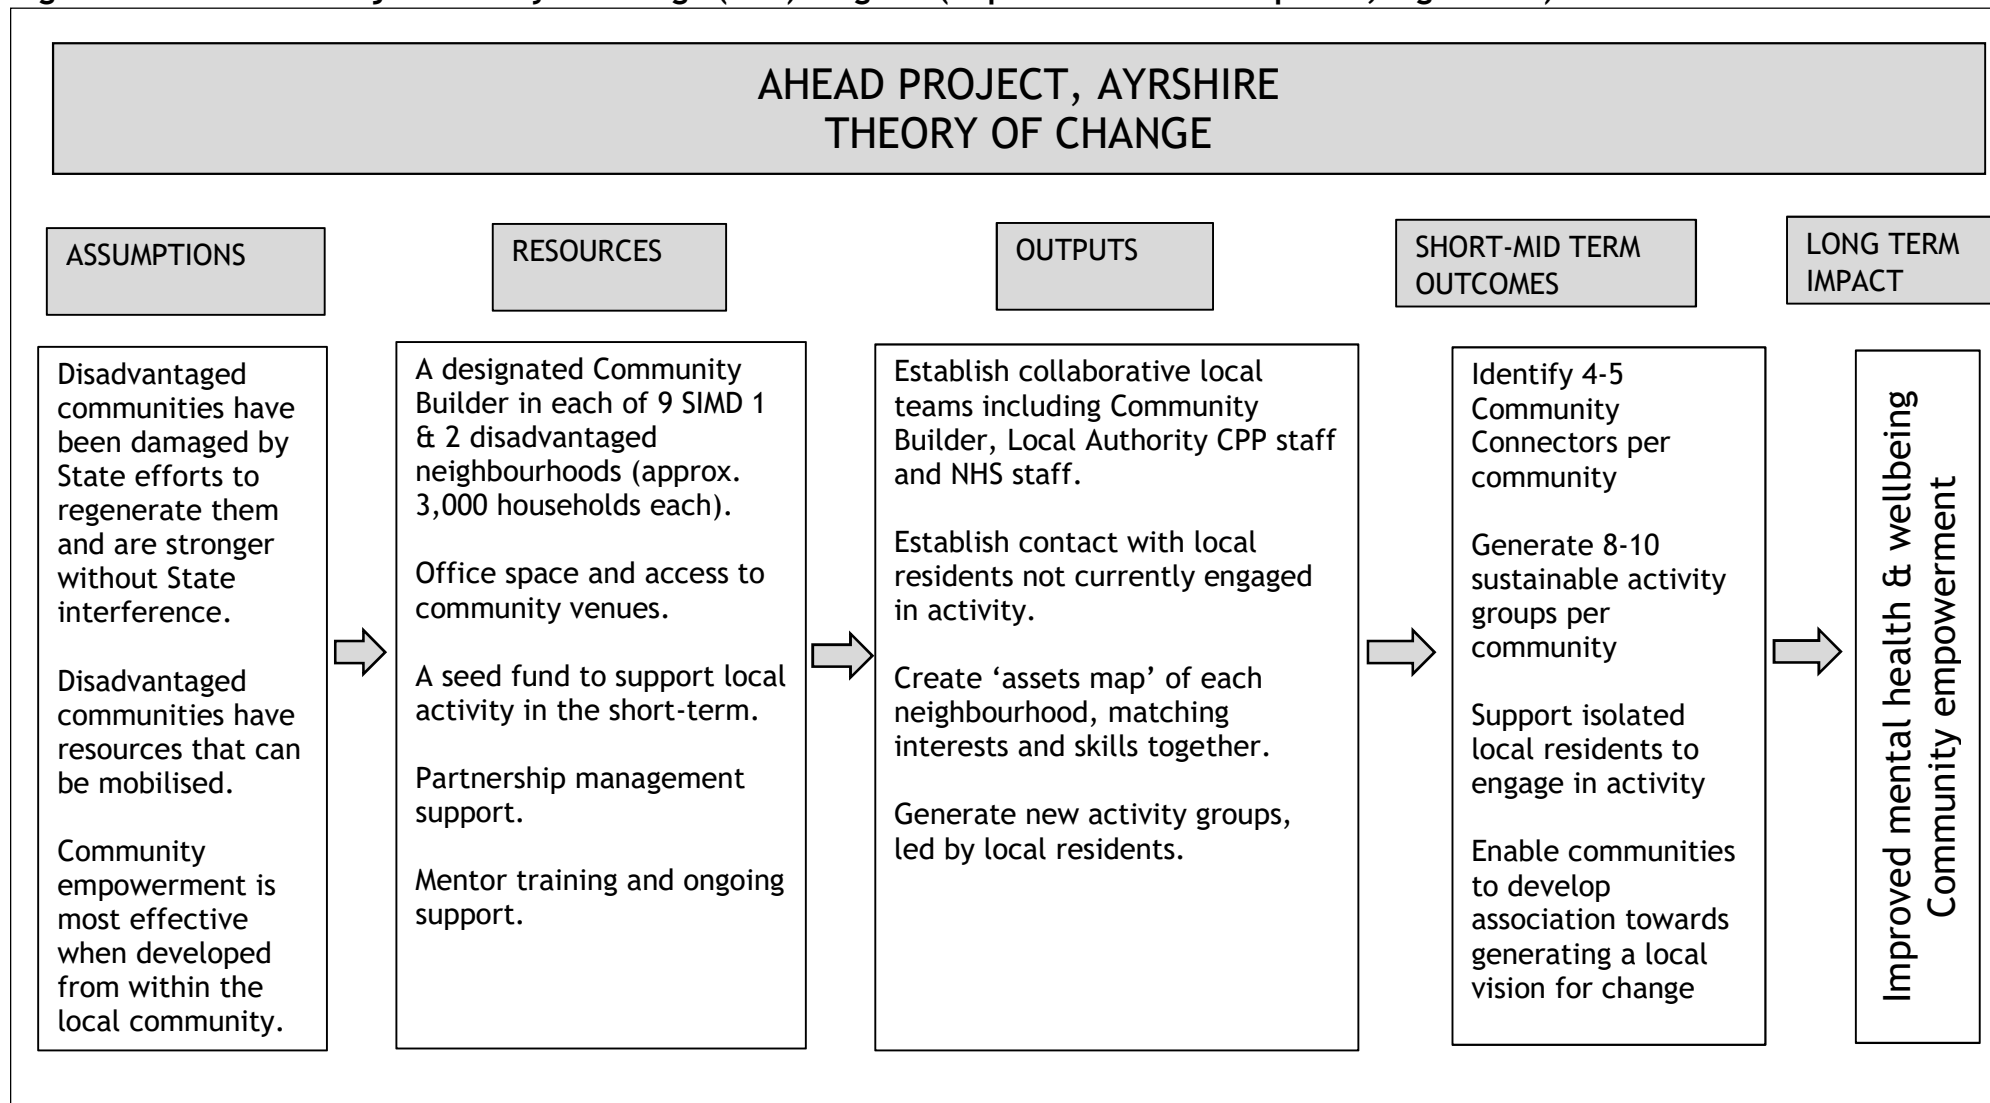 AHEAD PROJECT, AYRSHIRE
THEORY OF CHANGE
ASSUMPTIONS
Disadvantaged
communities have
been damaged by
State efforts to
regenerate them
and are stronger
without State
interference.
Disadvantaged
communities have
resources that can
be mobilised.
Community
empowerment is
most effective
when developed
from within the
local community.
RESOURCES
A designated Community
Builder in each of 9 SIMD 1
& 2 disadvantaged
neighbourhoods (approx.
3,000 households each).
Office space and access to
community venues.
A seed fund to support local
activity in the short-term.
Partnership management
support.
Mentor training and ongoing
support.
OUTPUTS
Establish collaborative local
teams including Community
Builder, Local Authority CPP staff
and NHS staff.
Establish contact with local
residents not currently engaged
in activity.
Create ‘assets map’ of each
neighbourhood, matching
interests and skills together.
Generate new activity groups,
led by local residents.
SHORT-MID TERM
OUTCOMES
Identify 4-5
Community
Connectors per
community
Generate 8-10
sustainable activity
groups per
community
Support isolated
local residents to
engage in activity
Enable communities
to develop
association towards
generating a local
vision for change
LONG TERM
IMPACT
Improved mental health & wellbeing
Community empowerment